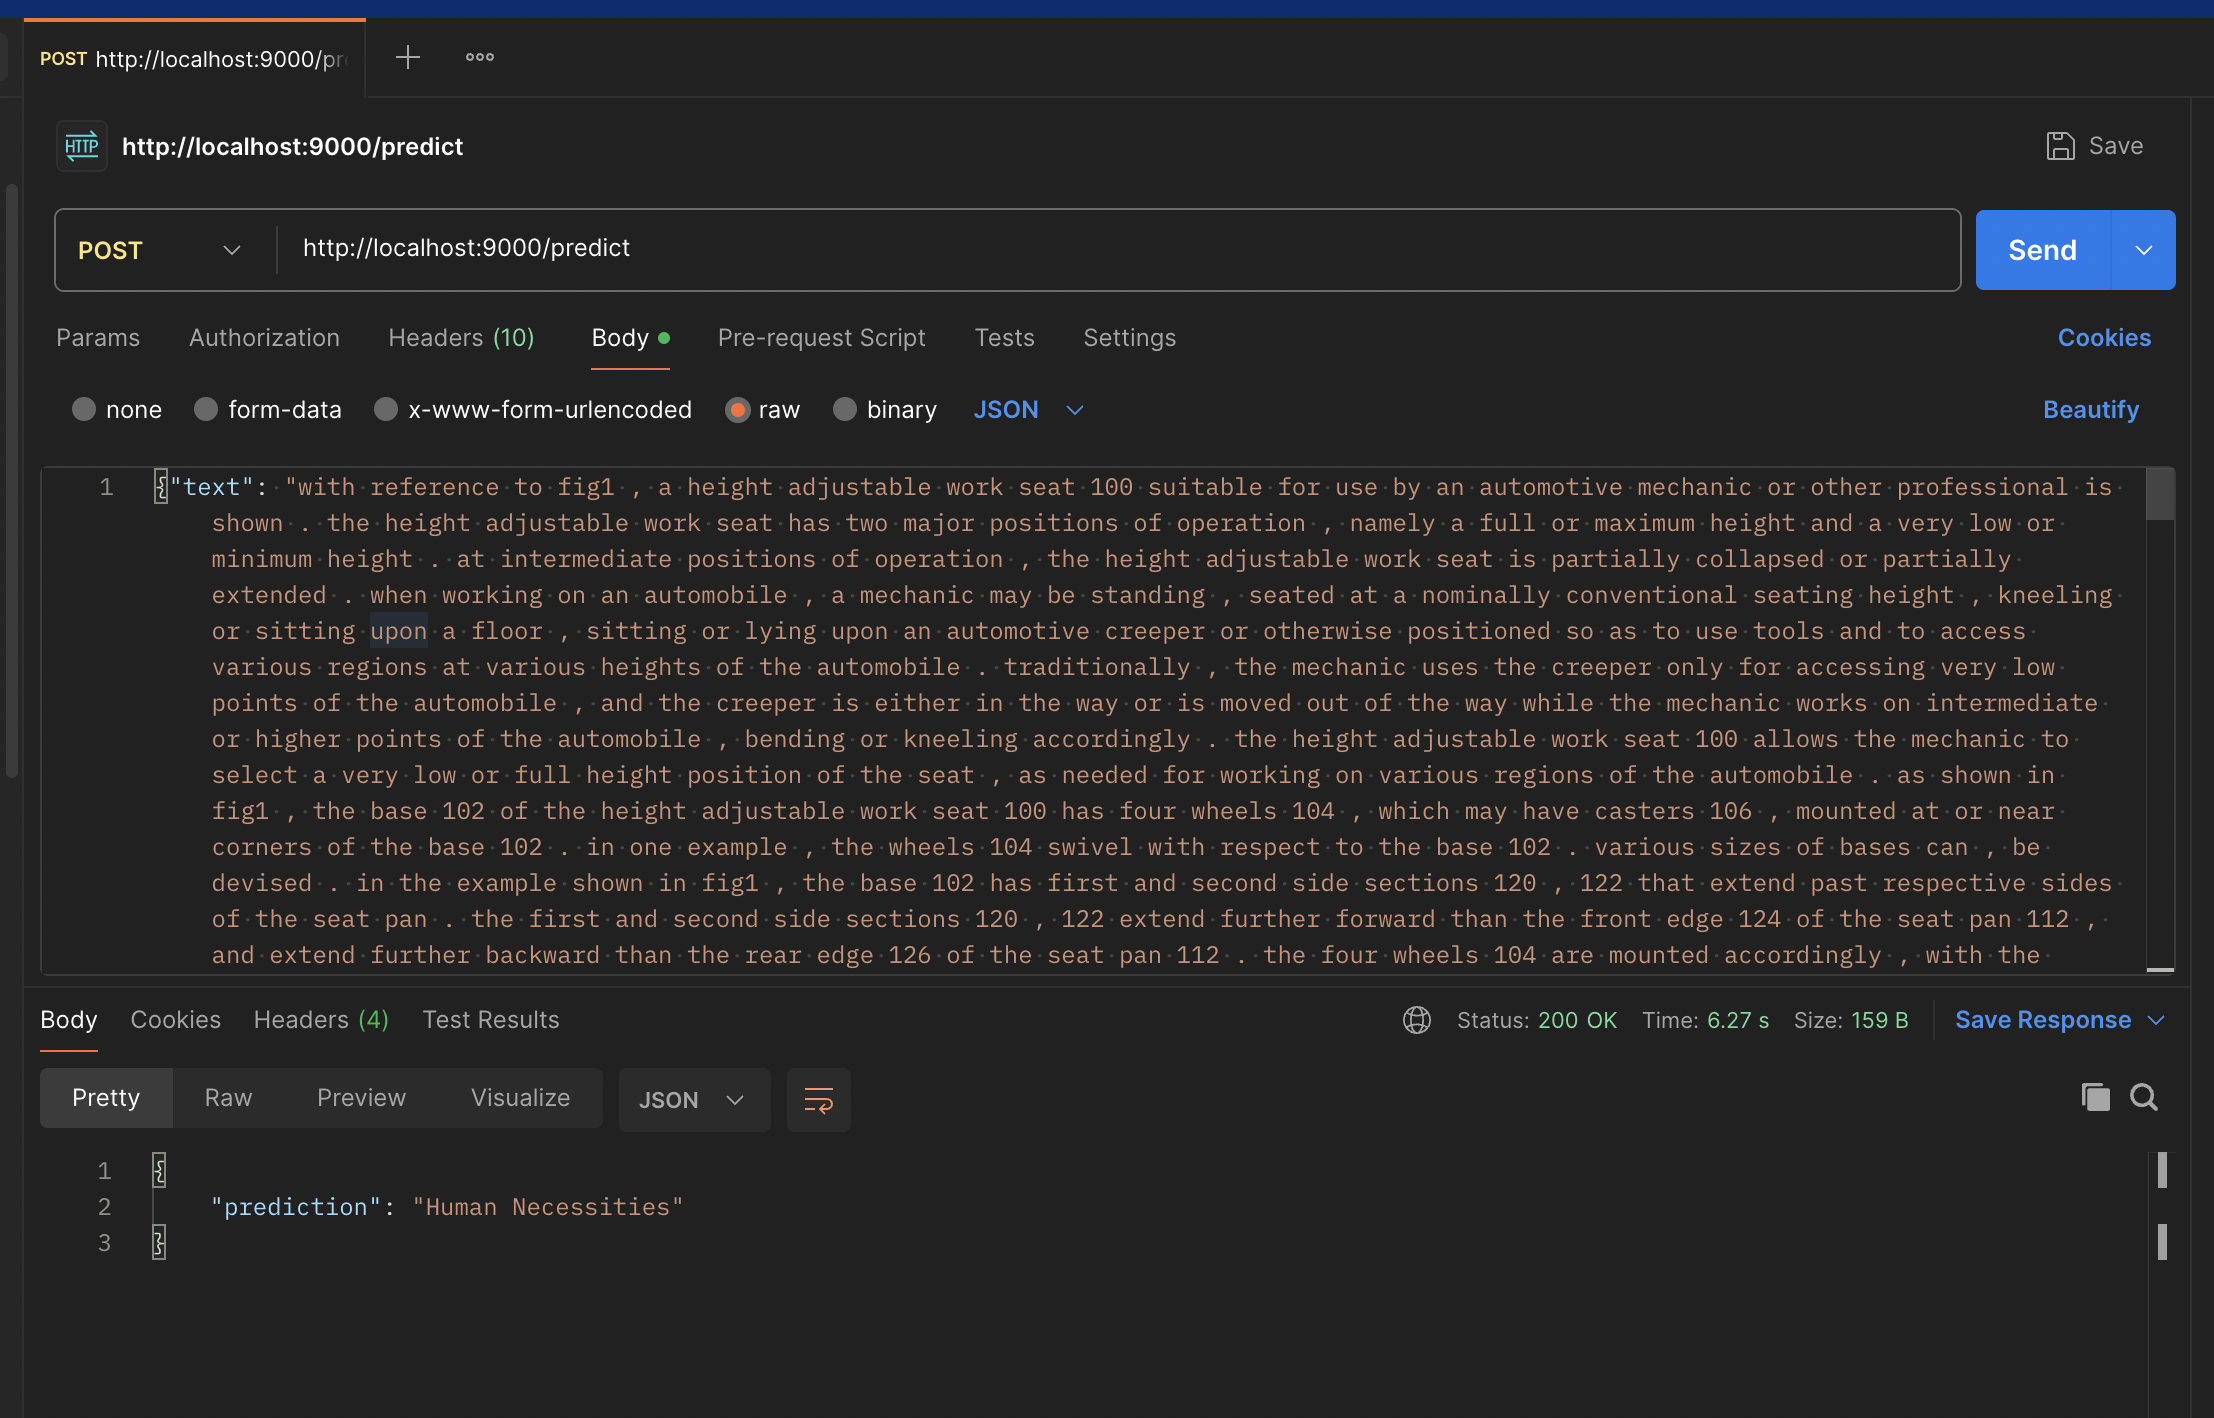 POST http://localhost:9000/pr
HTTP http://localhost:9000/predict
Save
POST http://localhost:9000/predict
Send
Params Authorization Headers (10) Body Pre-request Script Tests Settings Cookies
none form-data x-www-form-urlencoded raw binary JSON Beautify
1 {"text": "with reference to fig1 , a height adjustable work seat 100 suitable for use by an automotive mechanic or other professional is
shown . the height adjustable work seat has two major positions of operation , namely a full or maximum height and a very low or
minimum height . at intermediate positions of operation , the height adjustable work seat is partially collapsed or partially
extended . when working on an automobile , a mechanic may be standing , seated at a nominally conventional seating height , kneeling
or sitting upon a floor , sitting or lying upon an automotive creeper or otherwise positioned so as to use tools and to access
various regions at various heights of the automobile . traditionally , the mechanic uses the creeper only for accessing very low
points of the automobile , and the creeper is either in the way or is moved out of the way while the mechanic works on intermediate
or higher points of the automobile , bending or kneeling accordingly . the height adjustable work seat 100 allows the mechanic to
select a very low or full height position of the seat , as needed for working on various regions of the automobile . as shown in
fig1 , the base 102 of the height adjustable work seat 100 has four wheels 104 , which may have casters 106 , mounted at or near
corners of the base 102 . in one example , the wheels 104 swivel with respect to the base 102 . various sizes of bases can , be
devised . in the example shown in fig1 , the base 102 has first and second side sections 120 , 122 that extend past respective sides
of the seat pan . the first and second side sections 120 , 122 extend further forward than the front edge 124 of the seat pan 112 ,
and extend further backward than the rear edge 126 of the seat pan 112 . the four wheels 104 are mounted accordingly , with the
Body Cookies Headers (4) Test Results Status: 200 OK Time: 6.27 s Size: 159 B Save Response
Pretty Raw Preview Visualize JSON
1 {
2 "prediction": "Human Necessities"
3 }